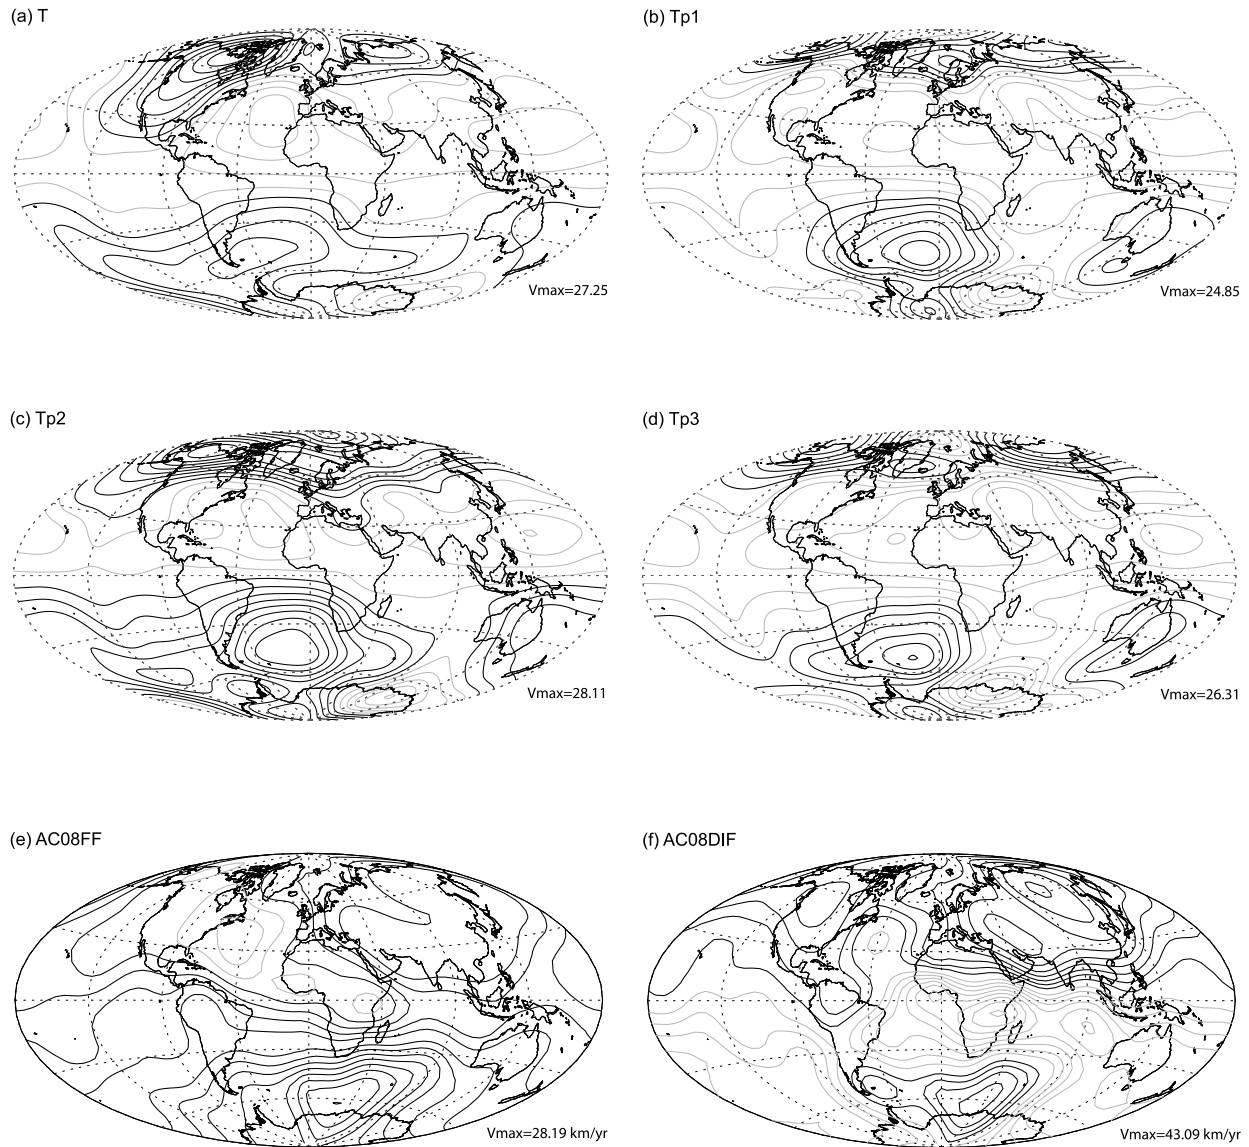 (a) T
(b) Tp1
Vmax=27.25
Vmax=24.85
(c) Tp2
(d) Tp3
Vmax=28.11
Vmax=26.31
(e) AC08FF
(f) AC08DIF
Vmax=28.19 km/yr
Vmax=43.09 km/yr